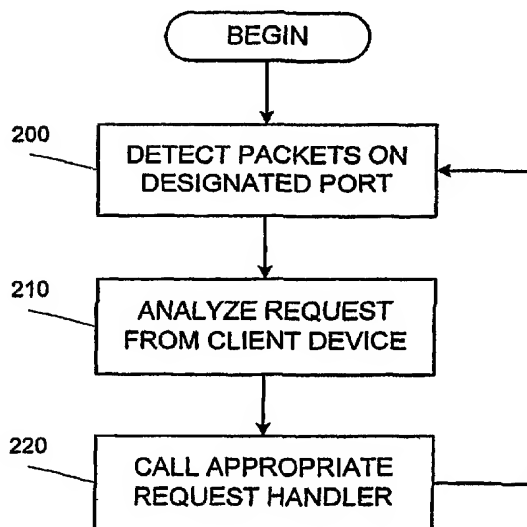 BEGIN
200
DETECT PACKETS ON
DESIGNATED PORT
210
ANALYZE REQUEST
FROM CLIENT DEVICE
220
CALL APPROPRIATE
REQUEST HANDLER